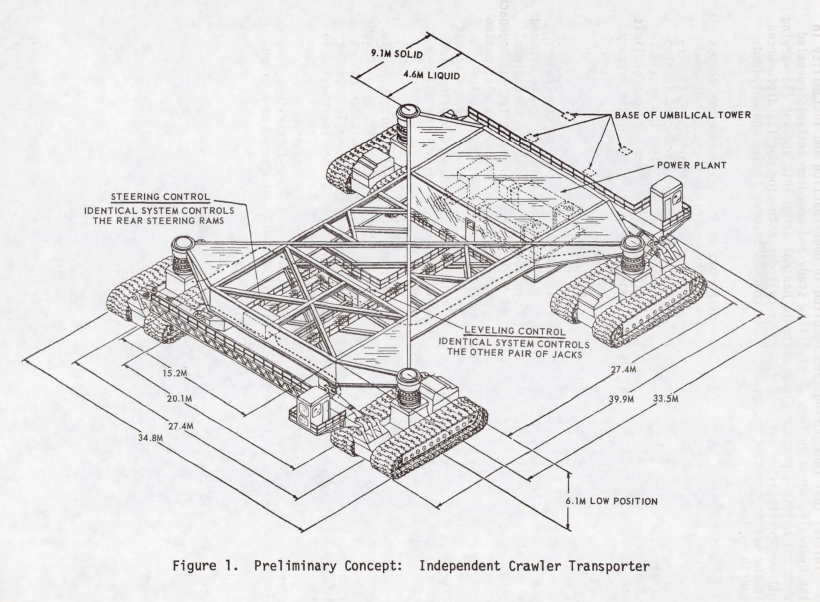 9.1M SOLID
4.6M LIQUID
BASE OF UMBILICAL TOWER
POWER PLANT
STEERING CONTROL
IDENTICAL SYSTEM CONTROLS
THE REAR STEERING RAMS
LEVELING CONTROL
IDENTICAL SYSTEM CONTROLS
THE OTHER PAIR OF JACKS
15.2M
20.1M
27.4M
34.8M
27.4M
39.9M
33.5M
6.1M LOW POSITION
Figure 1. Preliminary Concept: Independent Crawler Transporter